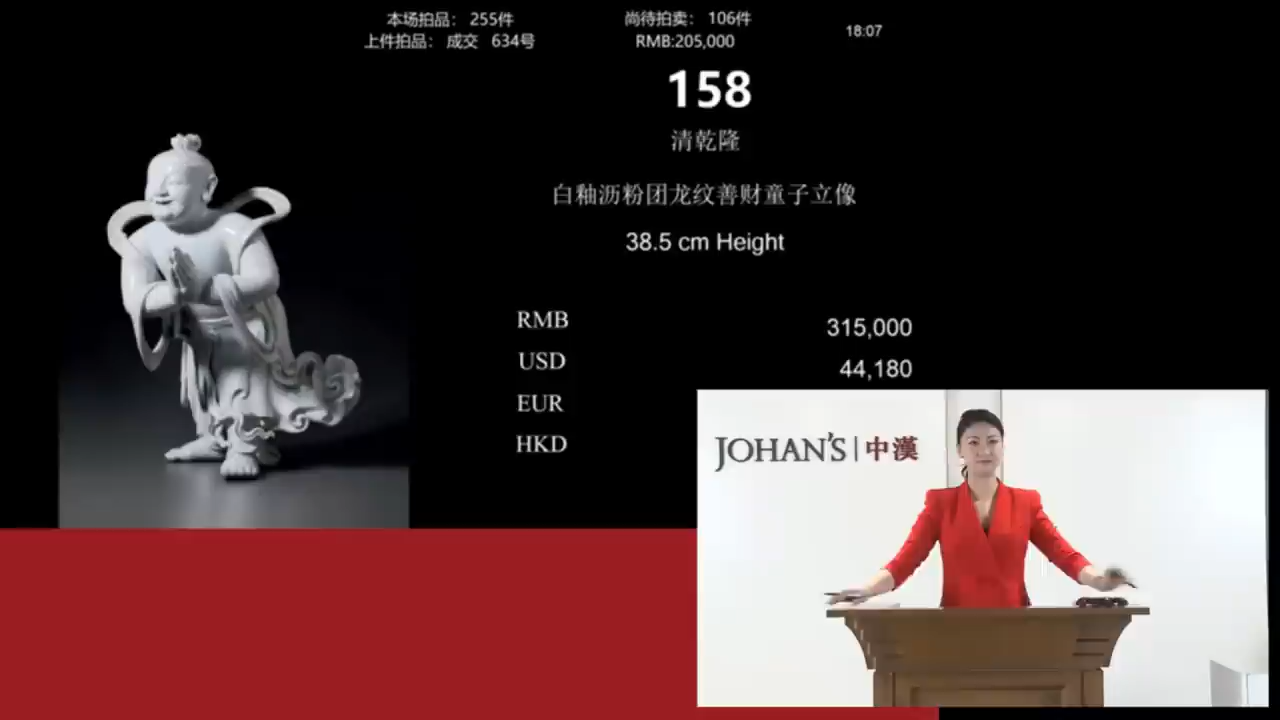 本场拍品： 255件
尚待拍卖： 106件
上件拍品： 成交 634号
RMB:205,000
18:07
158
清乾隆
白釉沥粉团龙纹善财童子立像
38.5 cm Height
RMB 315,000
USD 44,180
EUR
HKD
JOHAN'S | 中漢